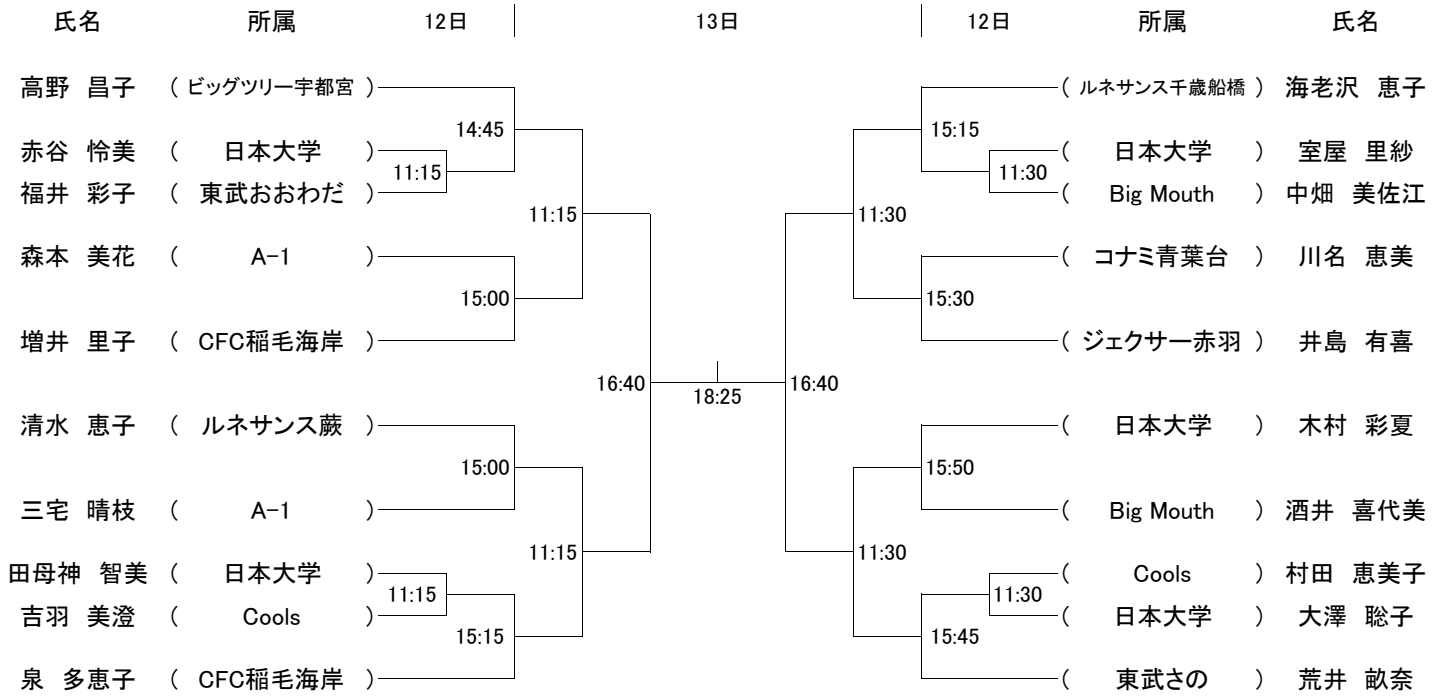 氏名 所属 12日 13日 12日 所属 氏名
高野 昌子 ( ビッグツリー宇都宮 ) ( ルネサンス千歳船橋 ) 海老沢 恵子
14:45 15:15
赤谷 怜美 ( 日本大学 ) ( 日本大学 ) 室屋 里紗
11:15 11:30
福井 彩子 ( 東武おおわだ ) ( Big Mouth ) 中畑 美佐江
11:15 11:30
森本 美花 ( A-1 ) ( コナミ青葉台 ) 川名 恵美
15:00 15:30
増井 里子 ( CFC稲毛海岸 ) ( ジェクサー赤羽 ) 井島 有喜
16:40 18:25 16:40
清水 恵子 ( ルネサンス蕨 ) ( 日本大学 ) 木村 彩夏
15:00 15:50
三宅 晴枝 ( A-1 ) ( Big Mouth ) 酒井 喜代美
11:15 11:30
田母神 智美 ( 日本大学 ) ( Cools ) 村田 恵美子
11:15 11:30
吉羽 美澄 ( Cools ) ( 日本大学 ) 大澤 聡子
15:15 15:45
泉 多恵子 ( CFC稲毛海岸 ) ( 東武さの ) 荒井 畝奈